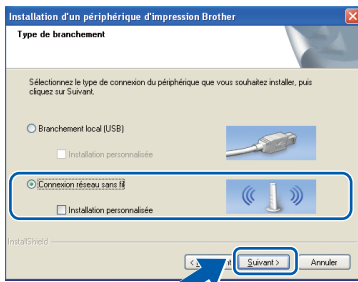 Installation d'un périphérique d'impression Brother
Type de branchement
Sélectionnez le type de connexion du périphérique que vous souhaitez installer, puis
cliquez sur Suivant.
Branchement local (USB)
Installation personnalisée
Connexion réseau sans fil
Installation personnalisée
InstallShield
Suivant > Annuler